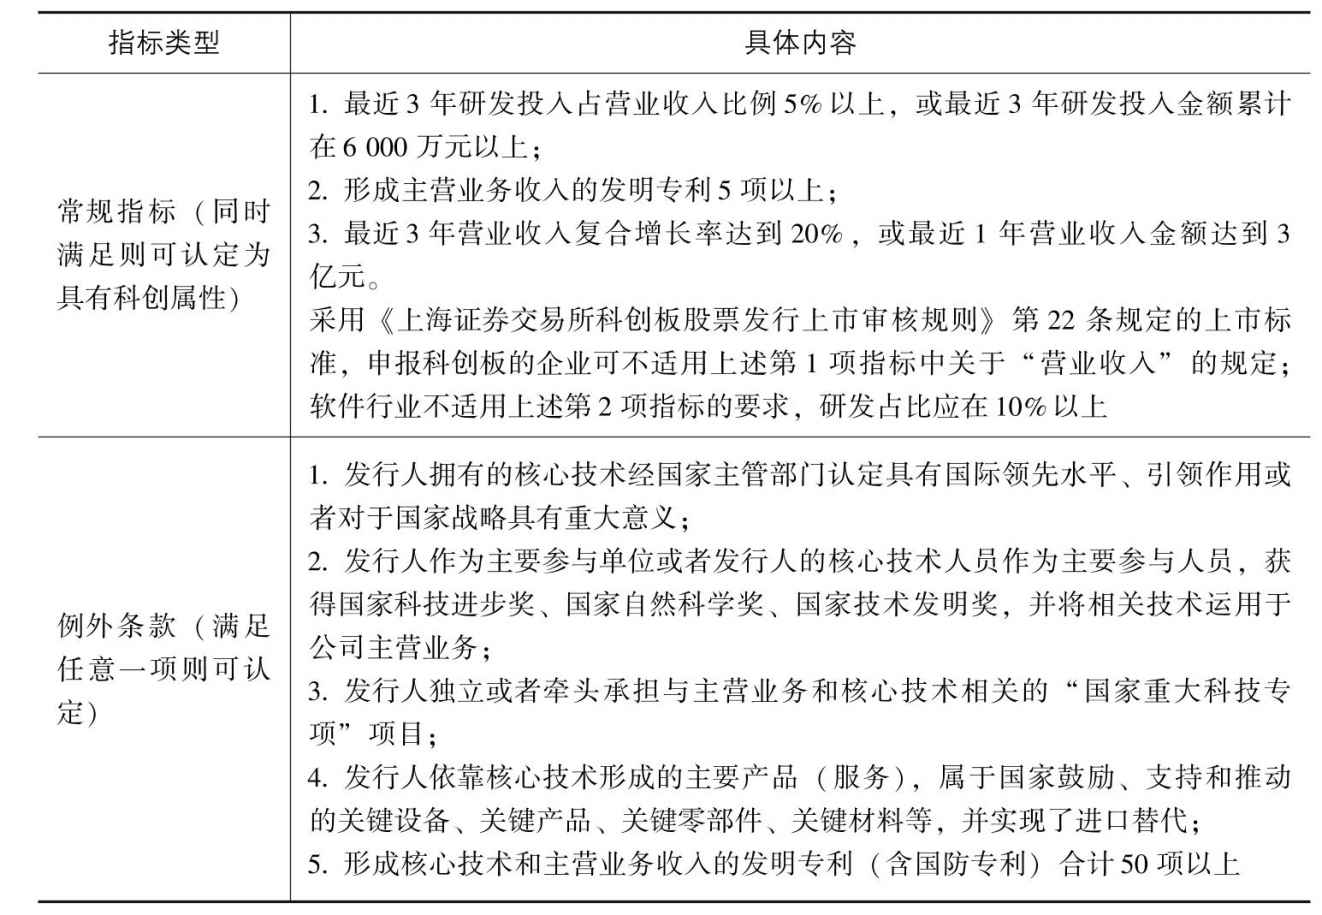 指标类型
具体内容
常规指标（同时
满足则可认定为
具有科创属性）
1. 最近 3 年研发投入占营业收入比例 5% 以上，或最近 3 年研发投入金额累计
在 6 000 万元以上；
2. 形成主营业务收入的发明专利 5 项以上；
3. 最近 3 年营业收入复合增长率达到 20%，或最近 1 年营业收入金额达到 3
亿元。
采用《上海证券交易所科创板股票发行上市审核规则》第 22 条规定的上市标
准，申报科创板的企业可不适用上述第 1 项指标中关于“营业收入”的规定；
软件行业不适用上述第 2 项指标的要求，研发占比应在 10% 以上
例外条款（满足
任意一项则可认
定）
1. 发行人拥有的核心技术经国家主管部门认定具有国际领先水平、引领作用或
者对于国家战略具有重大意义；
2. 发行人作为主要参与单位或者发行人的核心技术人员作为主要参与人员，获
得国家科技进步奖、国家自然科学奖、国家技术发明奖，并将相关技术运用于
公司主营业务；
3. 发行人独立或者牵头承担与主营业务和核心技术相关的“国家重大科技专
项”项目；
4. 发行人依靠核心技术形成的主要产品（服务），属于国家鼓励、支持和推动
的关键设备、关键产品、关键零部件、关键材料等，并实现了进口替代；
5. 形成核心技术和主营业务收入的发明专利（含国防专利）合计 50 项以上